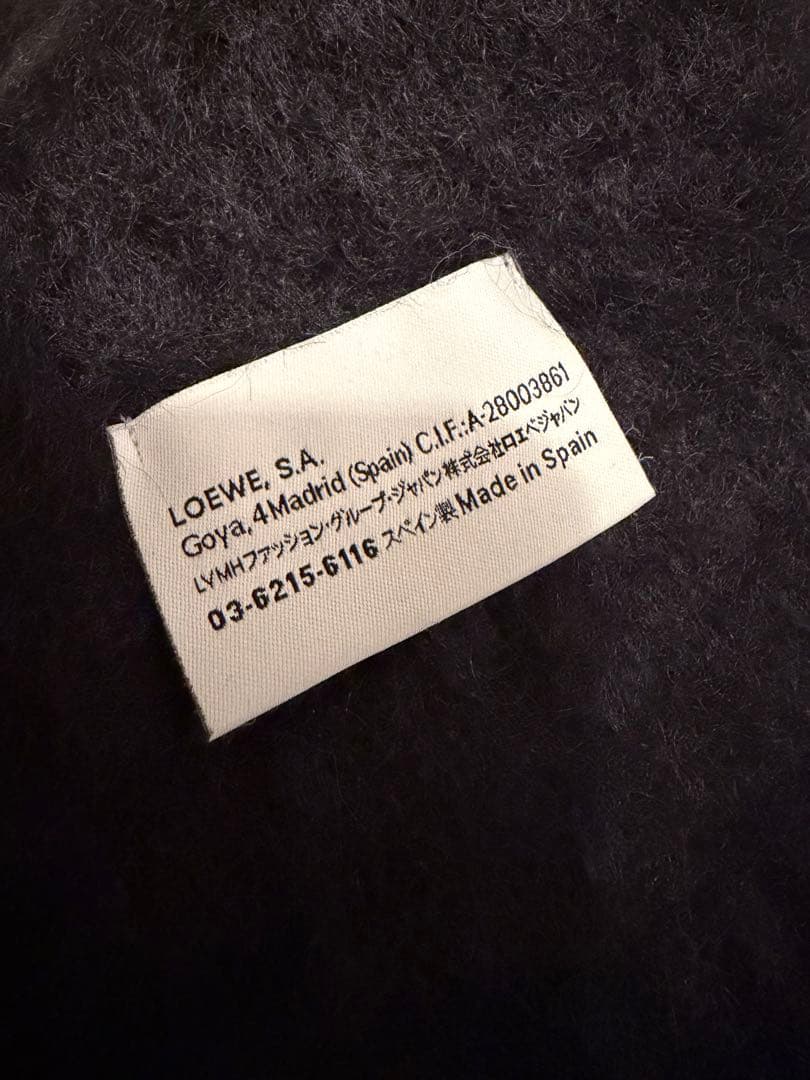 LOEWE, S.A.
Goya, 4 Madrid (Spain) C.I.F.:A-28003861
LVMHファッション・グループ・ジャパン株式会社ロエベジャパン
03-6215-6116 スペイン製 Made in Spain